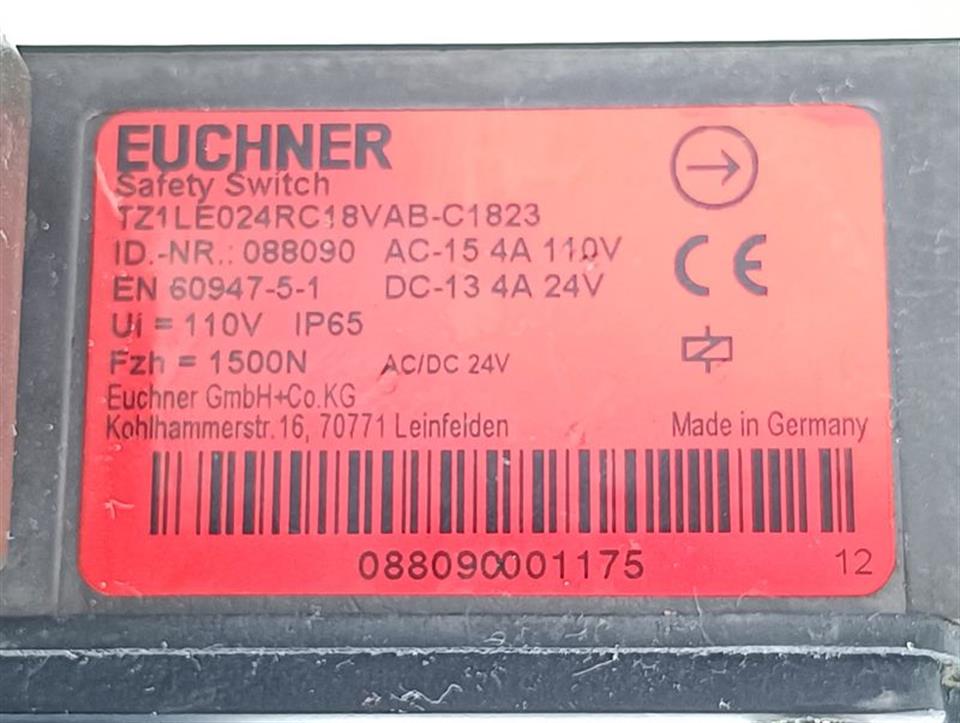 EUCHNER
Safety Switch
TZ1LE024RC18VAB-C1823
ID.-NR.: 088090 AC-15 4A 110V
EN 60947-5-1 DC-13 4A 24V
Ui = 110V IP65
Fzh = 1500N AC/DC 24V
Euchner GmbH+Co.KG
Kohlhammerstr.16, 70771 Leinfelden Made in Germany
CE
088090001175 12